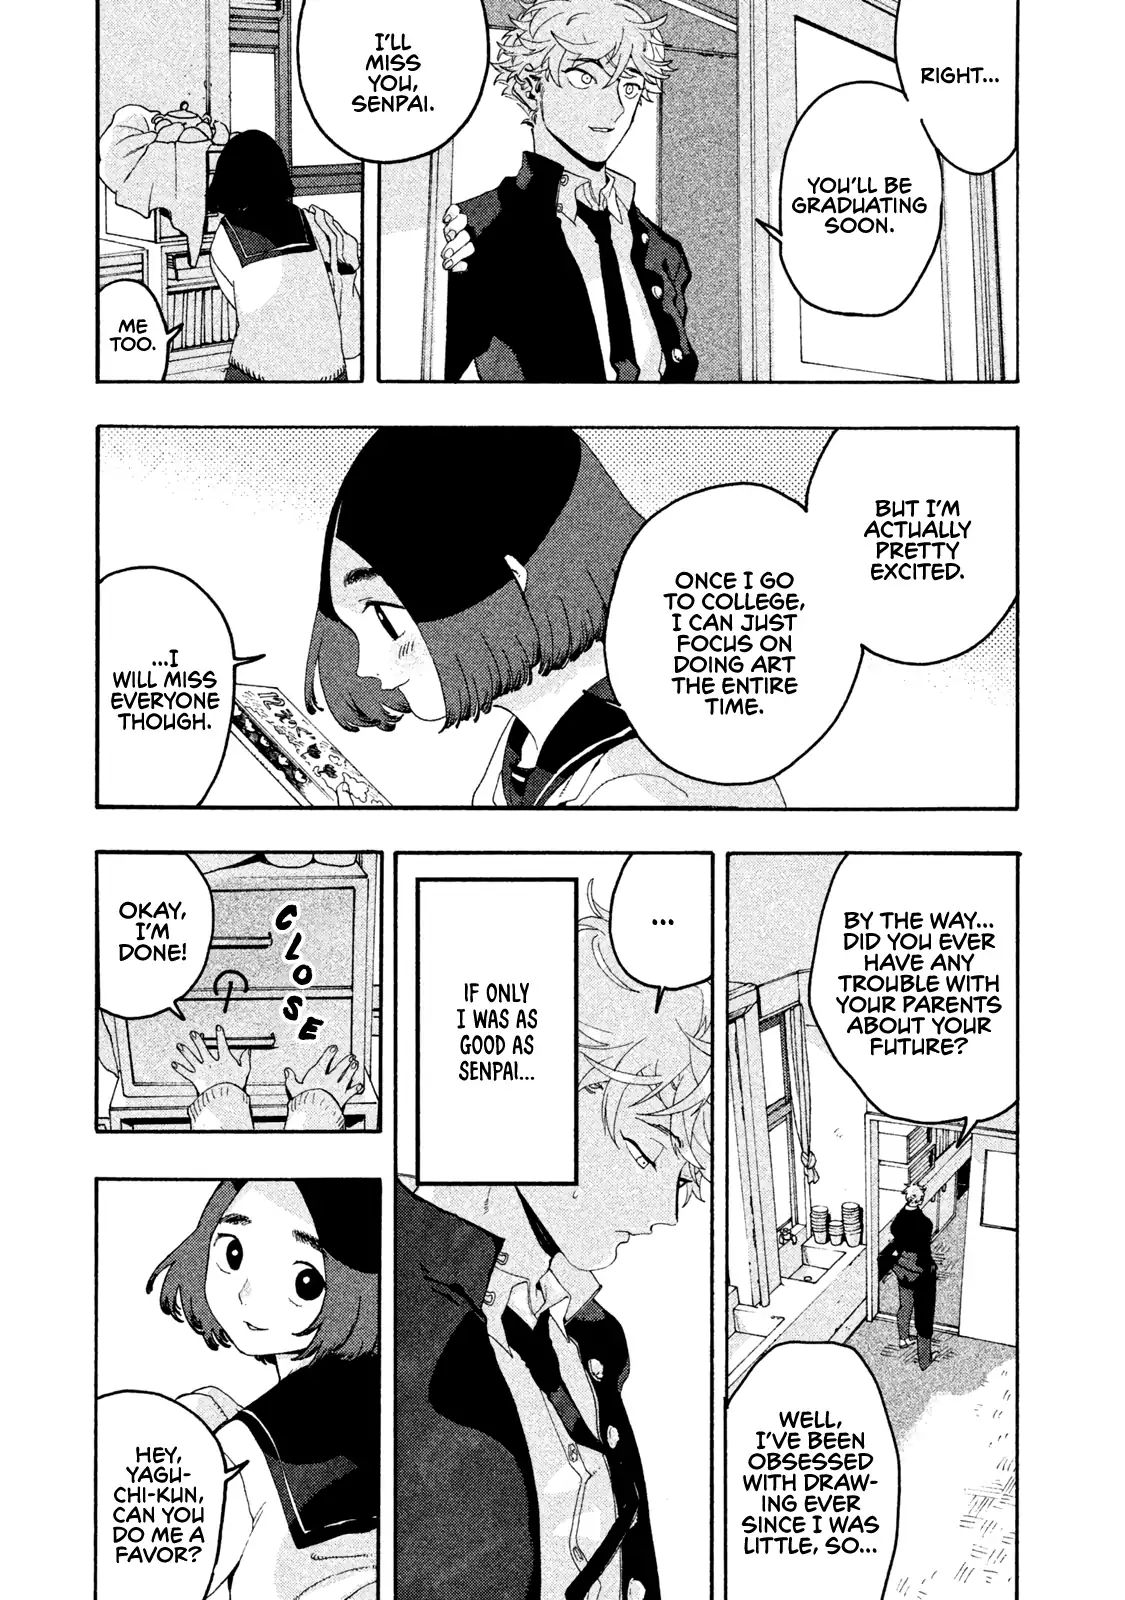 RIGHT...
YOU'LL BE
GRADUATING
SOON.
I'LL
MISS
YOU,
SENPAI.
ME
TOO.
BUT I'M
ACTUALLY
PRETTY
EXCITED.
ONCE I GO
TO COLLEGE,
I CAN JUST
FOCUS ON
DOING ART
THE ENTIRE
TIME.
...I
WILL MISS
EVERYONE
THOUGH.
BY THE WAY...
DID YOU EVER
HAVE ANY
TROUBLE WITH
YOUR PARENTS
ABOUT YOUR
FUTURE?
WELL,
I'VE BEEN
OBSESSED
WITH DRAW-
ING EVER
SINCE I WAS
LITTLE, SO...
...
IF ONLY
I WAS AS
GOOD AS
SENPAI...
OKAY,
I'M
DONE!
CLOSE
HEY,
YAGU-
CHI-KUN,
CAN YOU
DO ME A
FAVOR?